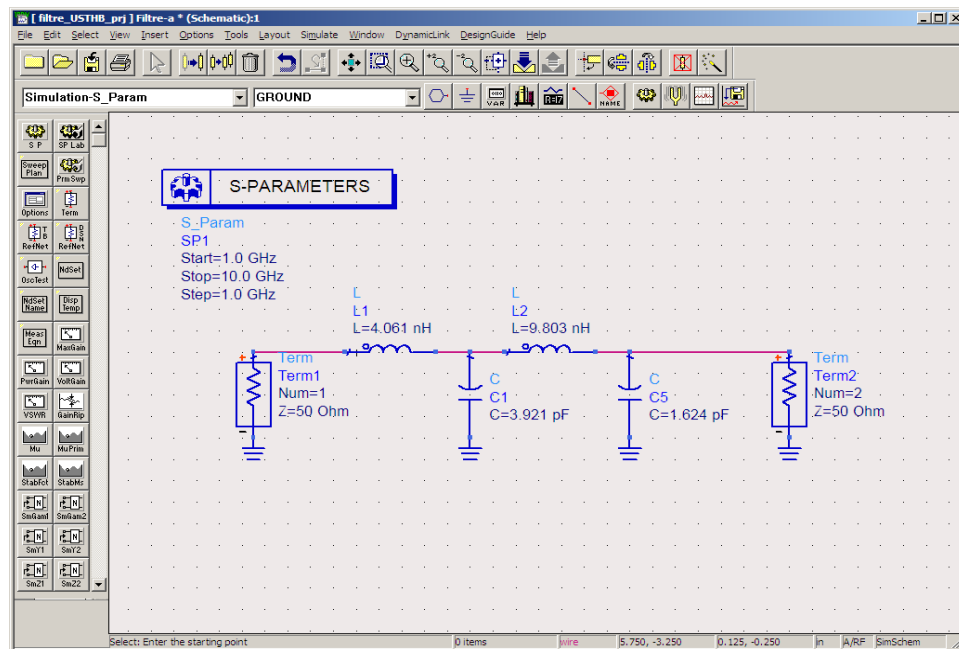 [ filtre_USTHB_prj ] Filtre-a * (Schematic):1
File Edit Select View Insert Options Tools Layout Simulate Window DynamicLink DesignGuide Help
Simulation-S_Param GROUND
VAR
NAME
S P SP Lab
Sweep Plan PrmSwp
Options Term
RefNet RefNet
OscTest NdSet
NdSet Name Disp Temp
Meas Eqn MaxGain
PwrGain VoltGain
VSWR GainRip
Mu MuPrim
StabFct StabMs
SmGam1 SmGam2
SmY1 SmY2
SmZ1 SmZ2
S-PARAMETERS
S_Param
SP1
Start=1.0 GHz
Stop=10.0 GHz
Step=1.0 GHz
L
L1
L=4.061 nH
L
L2
L=9.803 nH
Term
Term1
Num=1
Z=50 Ohm
C
C1
C=3.921 pF
C
C5
C=1.624 pF
Term
Term2
Num=2
Z=50 Ohm
Select: Enter the starting point 0 items wire 5.750, -3.250 0.125, -0.250 in A/RF SimSchem